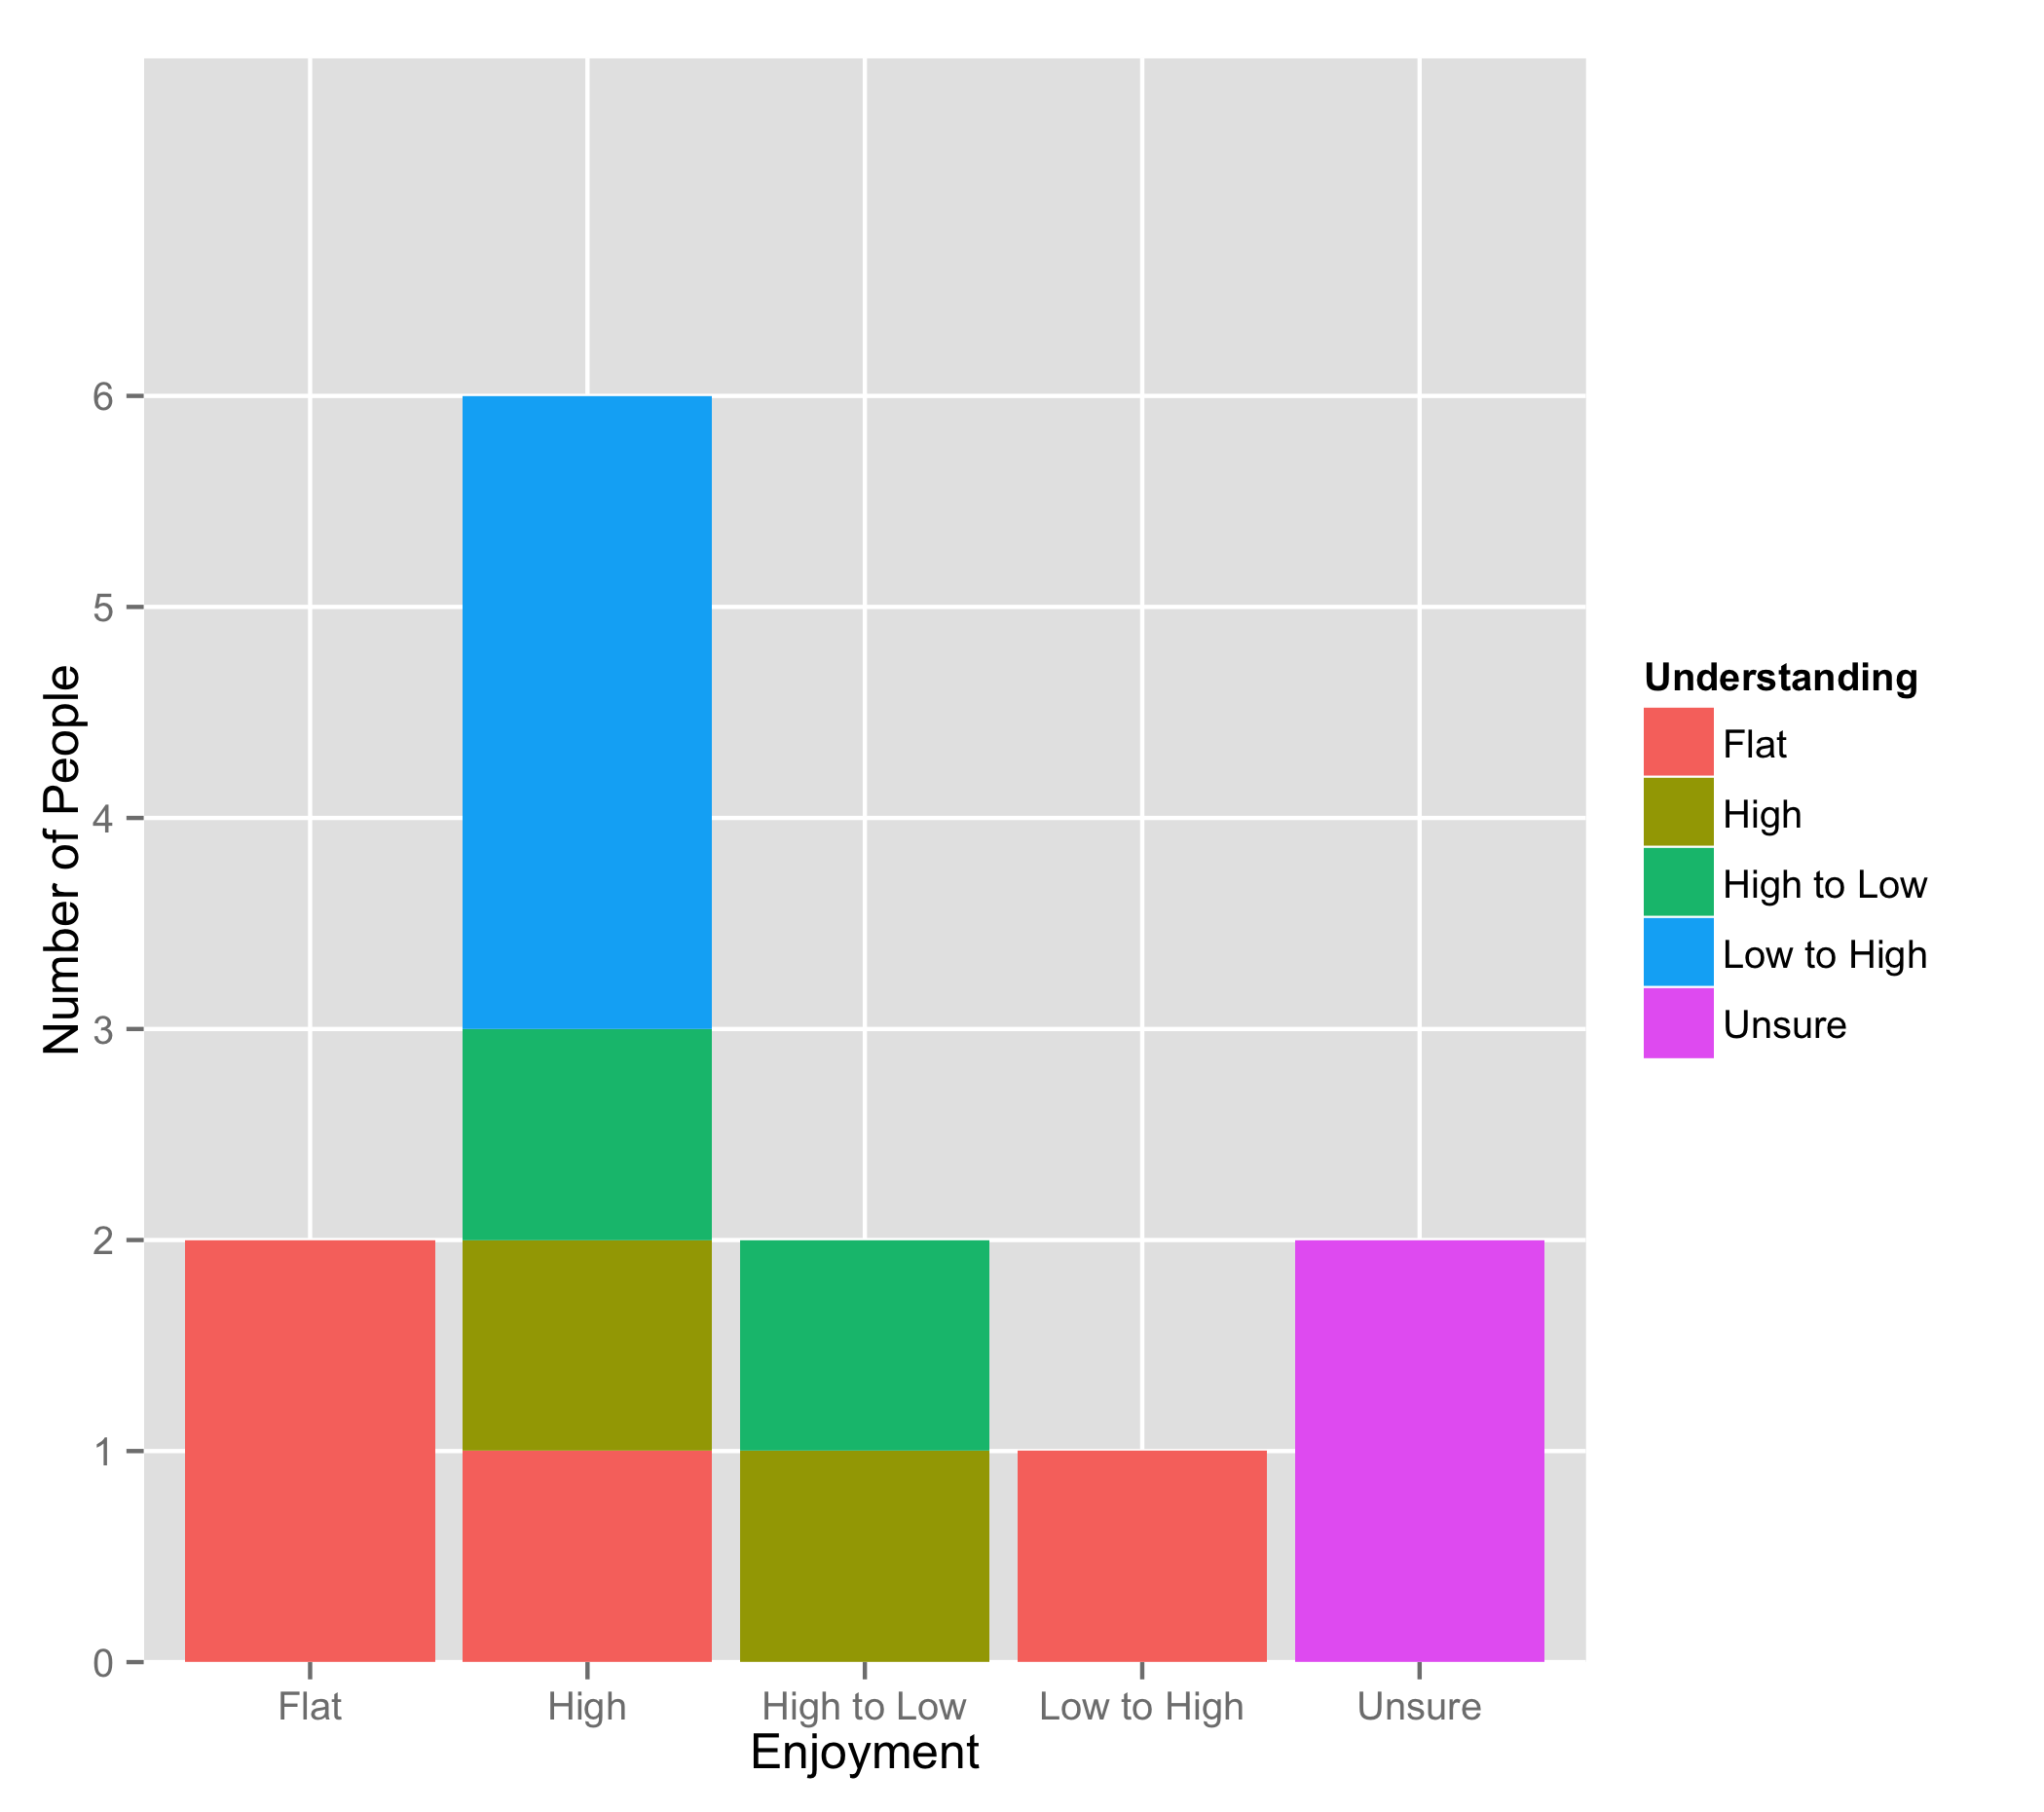 Number of People
6
5
4
3
2
1
0
Flat
High
High to Low
Low to High
Unsure
Enjoyment
Understanding
Flat
High
High to Low
Low to High
Unsure